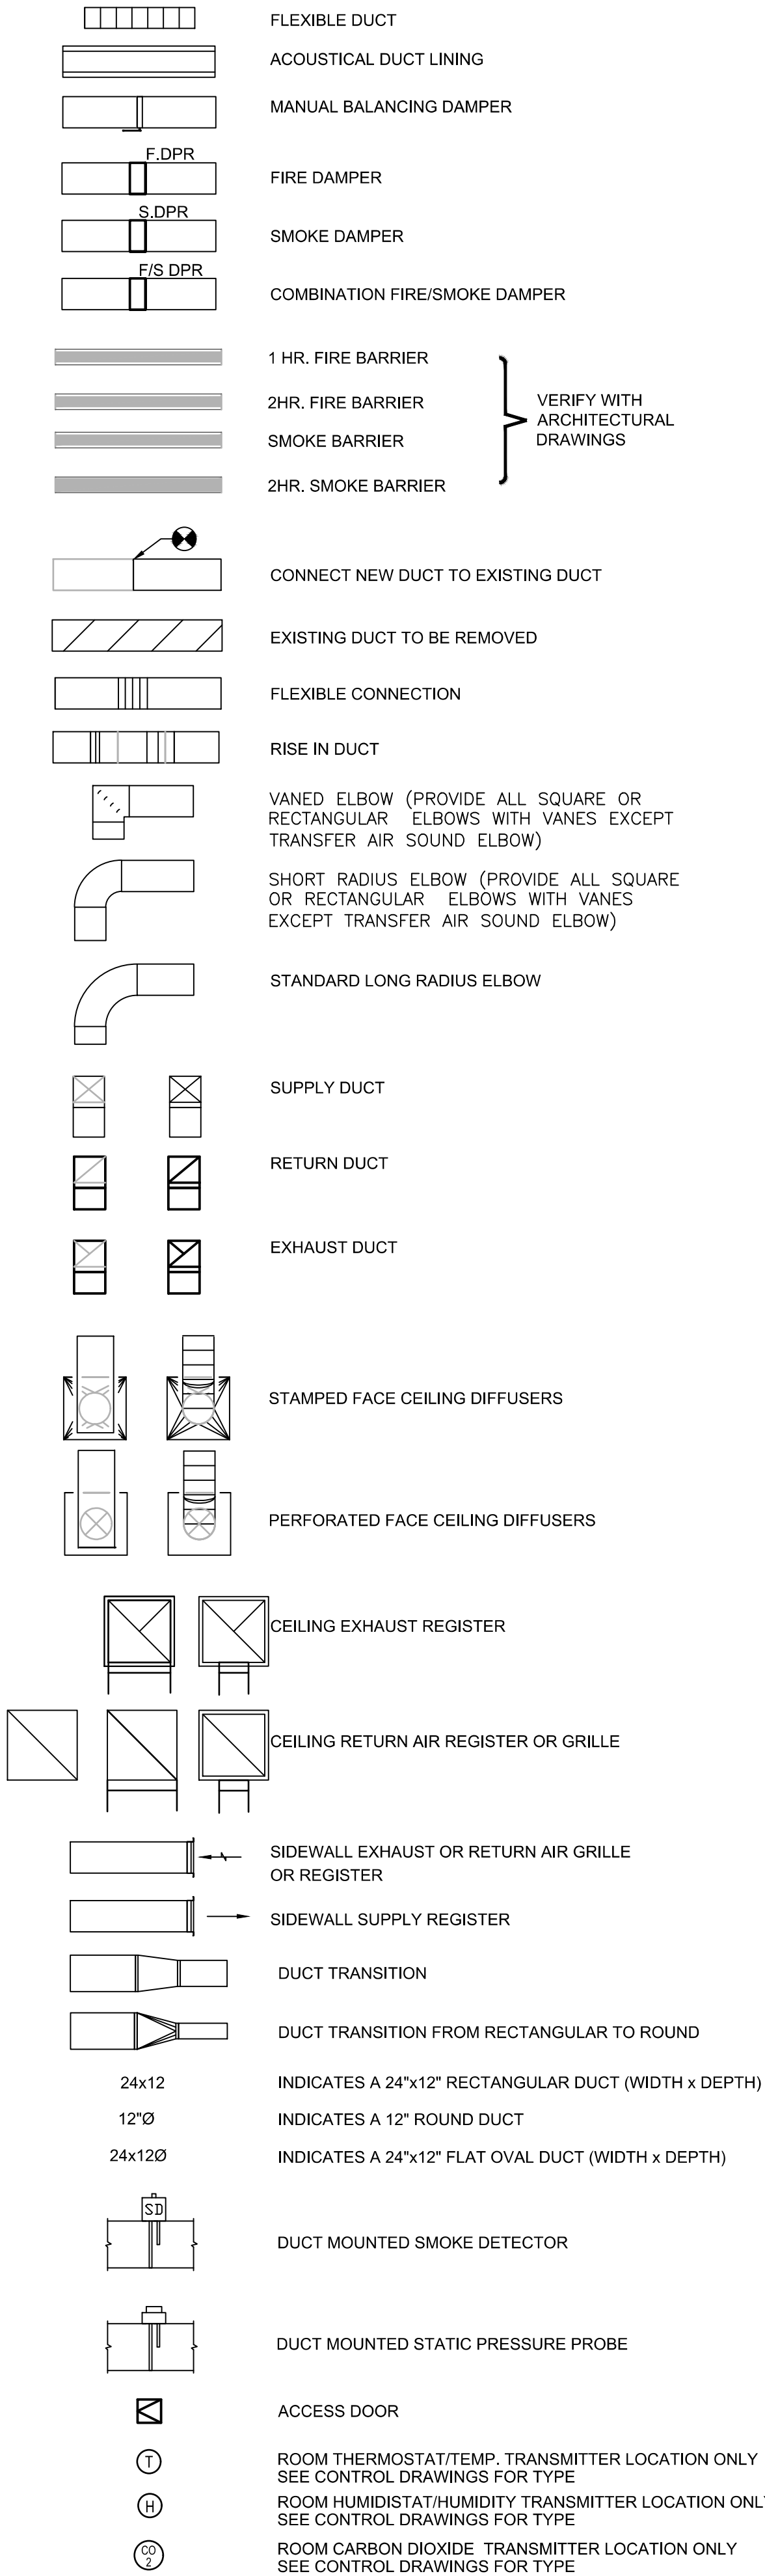 FLEXIBLE DUCT
ACOUSTICAL DUCT LINING
MANUAL BALANCING DAMPER
F.DPR
FIRE DAMPER
S.DPR
SMOKE DAMPER
F/S DPR
COMBINATION FIRE/SMOKE DAMPER
1 HR. FIRE BARRIER
2HR. FIRE BARRIER
SMOKE BARRIER
2HR. SMOKE BARRIER
VERIFY WITH
ARCHITECTURAL
DRAWINGS
CONNECT NEW DUCT TO EXISTING DUCT
EXISTING DUCT TO BE REMOVED
FLEXIBLE CONNECTION
RISE IN DUCT
VANED ELBOW (PROVIDE ALL SQUARE OR
RECTANGULAR ELBOWS WITH VANES EXCEPT
TRANSFER AIR SOUND ELBOW)
SHORT RADIUS ELBOW (PROVIDE ALL SQUARE
OR RECTANGULAR ELBOWS WITH VANES
EXCEPT TRANSFER AIR SOUND ELBOW)
STANDARD LONG RADIUS ELBOW
SUPPLY DUCT
RETURN DUCT
EXHAUST DUCT
STAMPED FACE CEILING DIFFUSERS
PERFORATED FACE CEILING DIFFUSERS
CEILING EXHAUST REGISTER
CEILING RETURN AIR REGISTER OR GRILLE
SIDEWALL EXHAUST OR RETURN AIR GRILLE
OR REGISTER
SIDEWALL SUPPLY REGISTER
DUCT TRANSITION
DUCT TRANSITION FROM RECTANGULAR TO ROUND
24x12 INDICATES A 24"x12" RECTANGULAR DUCT (WIDTH x DEPTH)
12"Ø INDICATES A 12" ROUND DUCT
24x12Ø INDICATES A 24"x12" FLAT OVAL DUCT (WIDTH x DEPTH)
SD
DUCT MOUNTED SMOKE DETECTOR
DUCT MOUNTED STATIC PRESSURE PROBE
ACCESS DOOR
T ROOM THERMOSTAT/TEMP. TRANSMITTER LOCATION ONLY
SEE CONTROL DRAWINGS FOR TYPE
H ROOM HUMIDISTAT/HUMIDITY TRANSMITTER LOCATION ONLY
SEE CONTROL DRAWINGS FOR TYPE
CO
2
ROOM CARBON DIOXIDE TRANSMITTER LOCATION ONLY
SEE CONTROL DRAWINGS FOR TYPE